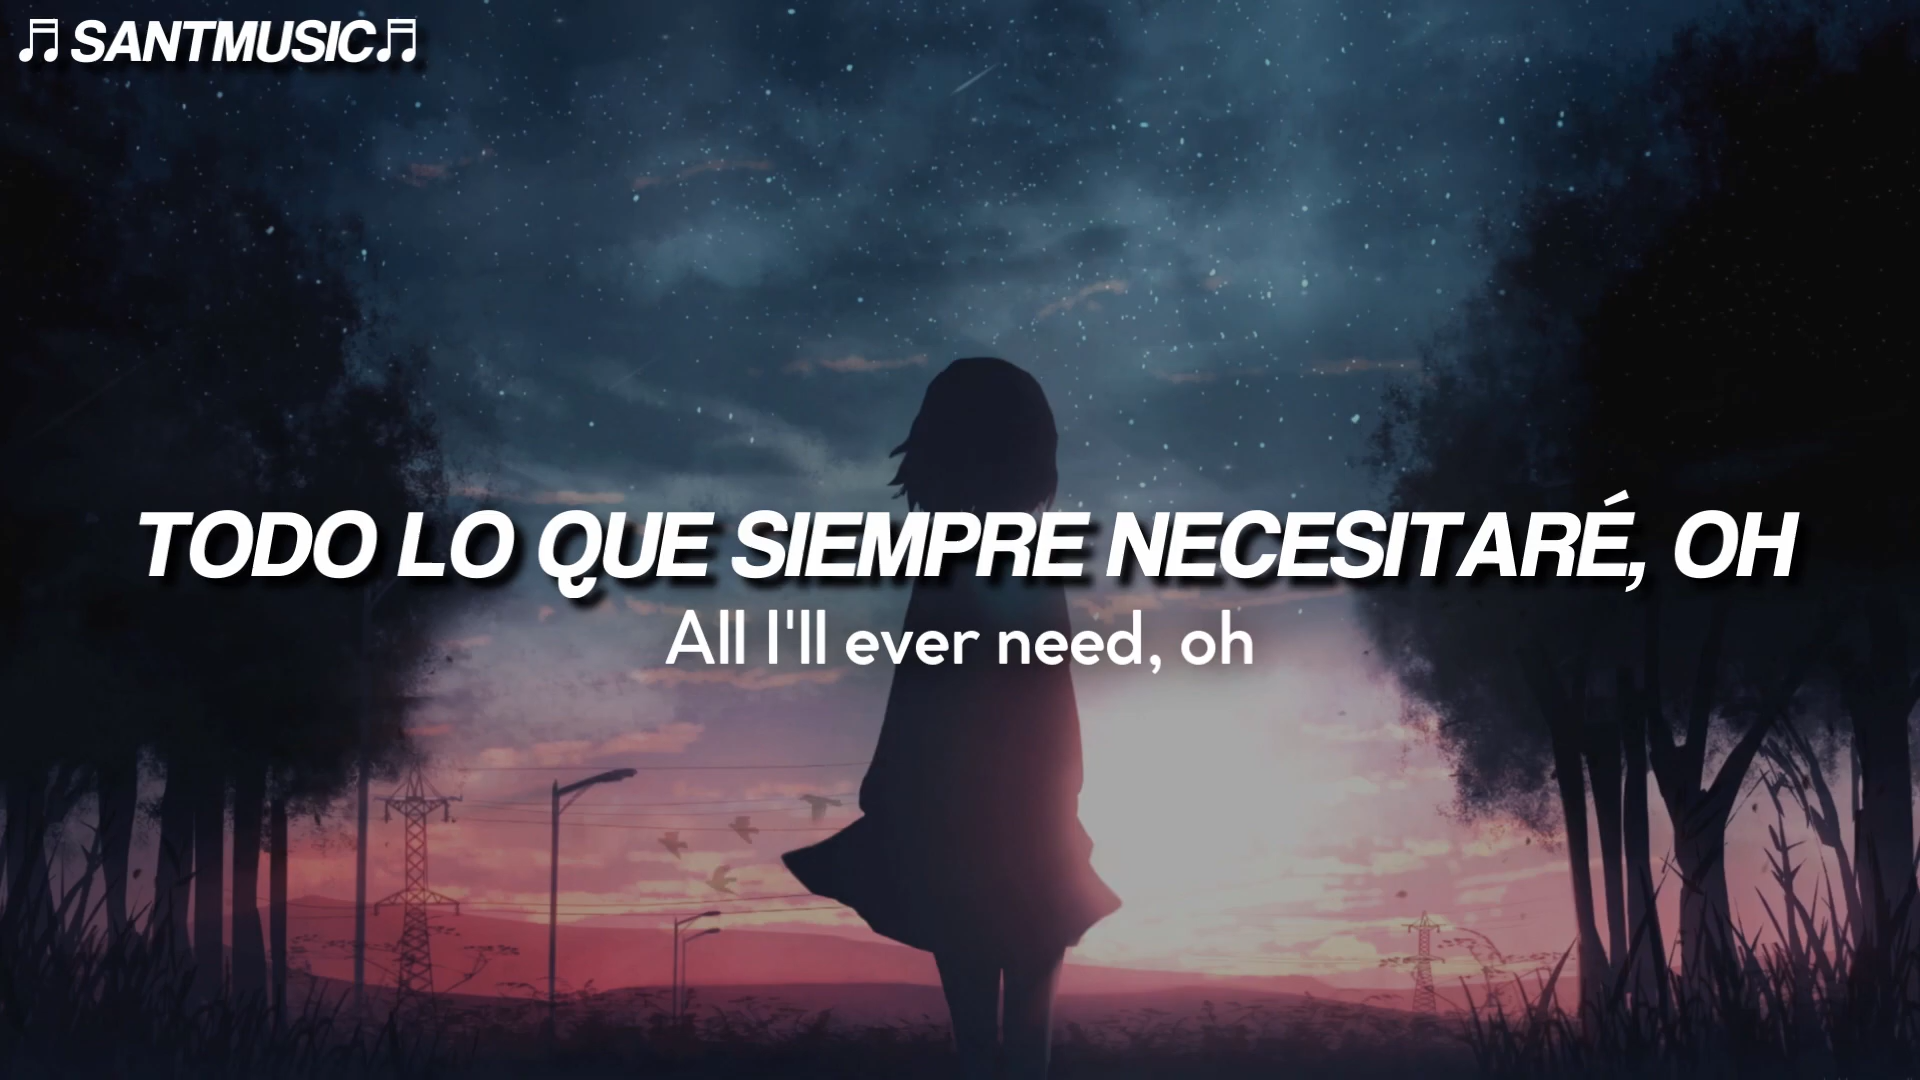 ♬SANTMUSIC♬
TODO LO QUE SIEMPRE NECESITARÉ, OH
All I'll ever need, oh